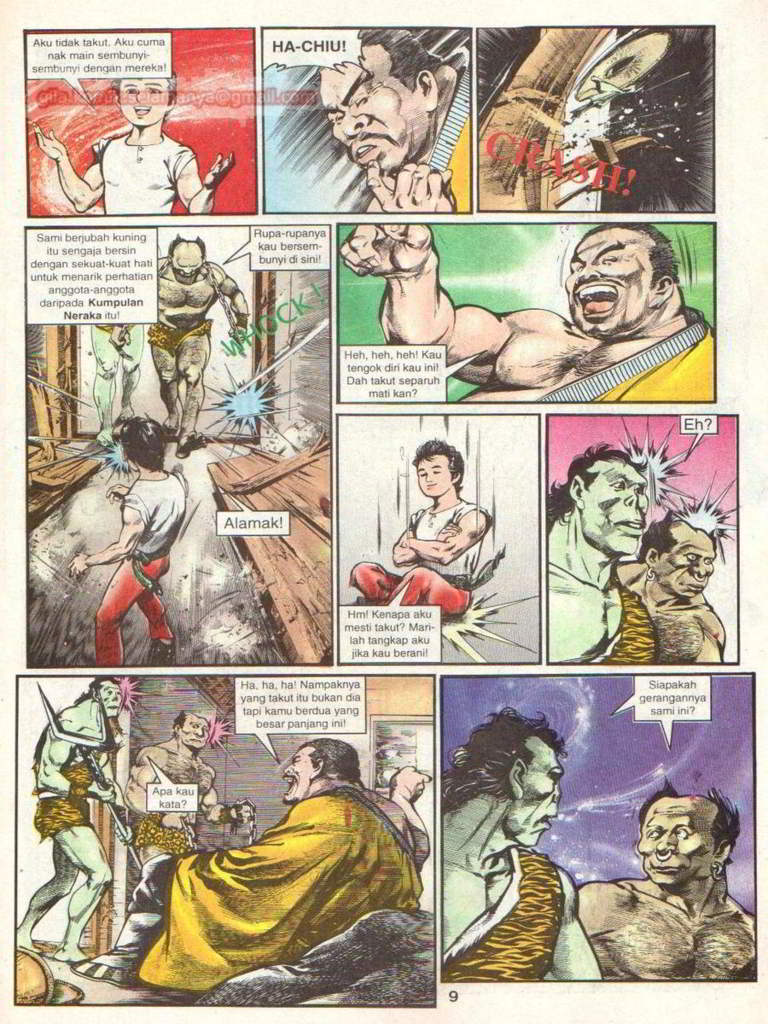 Aku tidak takut. Aku cuma
nak main sembunyi-
sembunyi dengan mereka!
HA-CHIU!
CRASH!
Sami berjubah kuning
itu sengaja bersin
dengan sekuat-kuat hati
untuk menarik perhatian
anggota-anggota
daripada Kumpulan
Neraka itu!
Rupa-rupanya
kau bersem-
bunyi di sini!
WHOCK!
Alamak!
Heh, heh, heh! Kau
tengok diri kau ini!
Dah takut separuh
mati kan?
Hm! Kenapa aku
mesti takut? Mari-
lah tangkap aku
jika kau berani!
Eh?
Ha, ha, ha! Nampaknya
yang takut itu bukan dia
tapi kamu berdua yang
besar panjang ini!
Apa kau
kata?
Siapakah
gerangannya
sami ini?
9